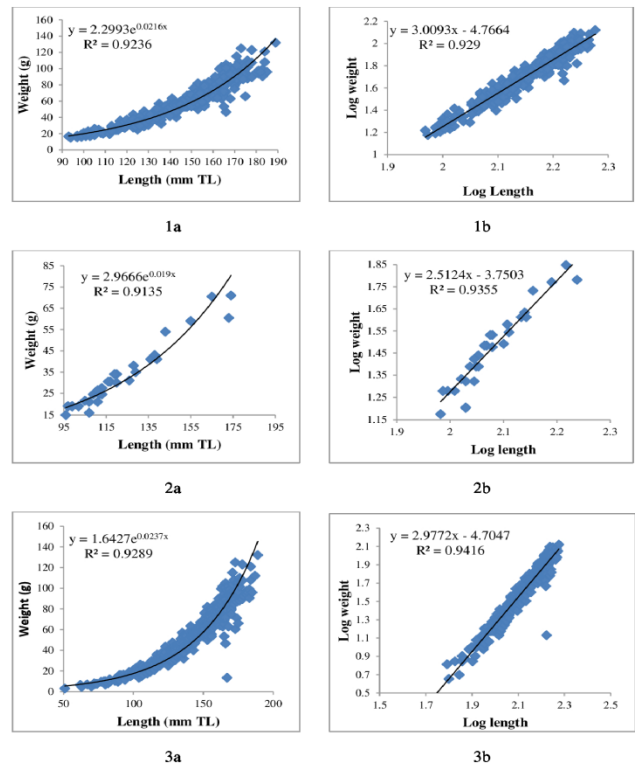 y = 2.2993e^0.0216x
R² = 0.9236
Weight (g)
160
140
120
100
80
60
40
20
0
90 100 110 120 130 140 150 160 170 180 190
Length (mm TL)
1a
y = 3.0093x - 4.7664
R² = 0.929
Log weight
2.2
2
1.8
1.6
1.4
1.2
1
1.9 2 2.1 2.2 2.3
Log Length
1b
y = 2.9666e^0.019x
R² = 0.9135
Weight (g)
85
75
65
55
45
35
25
15
95 115 135 155 175 195
Length (mm TL)
2a
y = 2.5124x - 3.7503
R² = 0.9355
Log weight
1.85
1.75
1.65
1.55
1.45
1.35
1.25
1.15
1.9 2 2.1 2.2 2.3
Log length
2b
y = 1.6427e^0.0237x
R² = 0.9289
Weight (g)
160
140
120
100
80
60
40
20
0
50 100 150 200
Length (mm TL)
3a
y = 2.9772x - 4.7047
R² = 0.9416
Log weight
2.3
2.1
1.9
1.7
1.5
1.3
1.1
0.9
0.7
0.5
1.5 1.7 1.9 2.1 2.3 2.5
Log length
3b